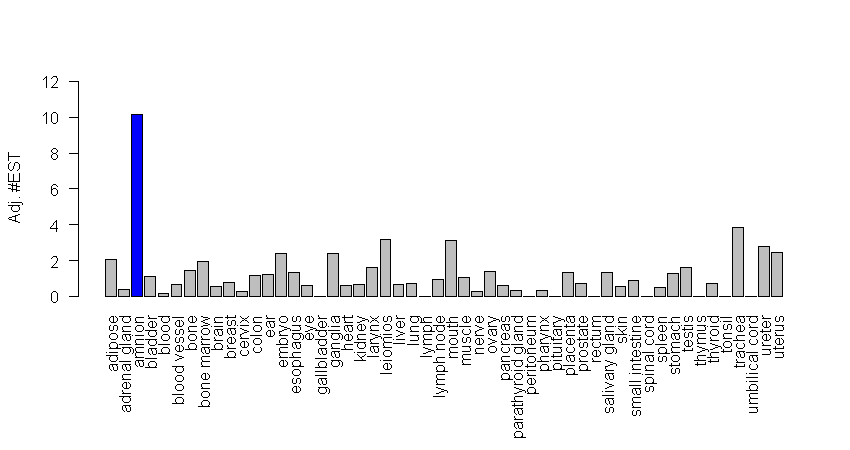 Adj. #EST
12
10
8
6
4
2
0
adipose
adrenal gland
amnion
bladder
blood
blood vessel
bone
bone marrow
brain
breast
cervix
colon
ear
embryo
esophagus
eye
gallbladder
ganglia
heart
kidney
larynx
leiomios
liver
lung
lymph
lymph node
mouth
muscle
nerve
ovary
pancreas
parathyroid gland
peritoneum
pharynx
pituitary
placenta
prostate
rectum
salivary gland
skin
small intestine
spinal cord
spleen
stomach
testis
thymus
thyroid
tonsil
trachea
umbilical cord
ureter
uterus